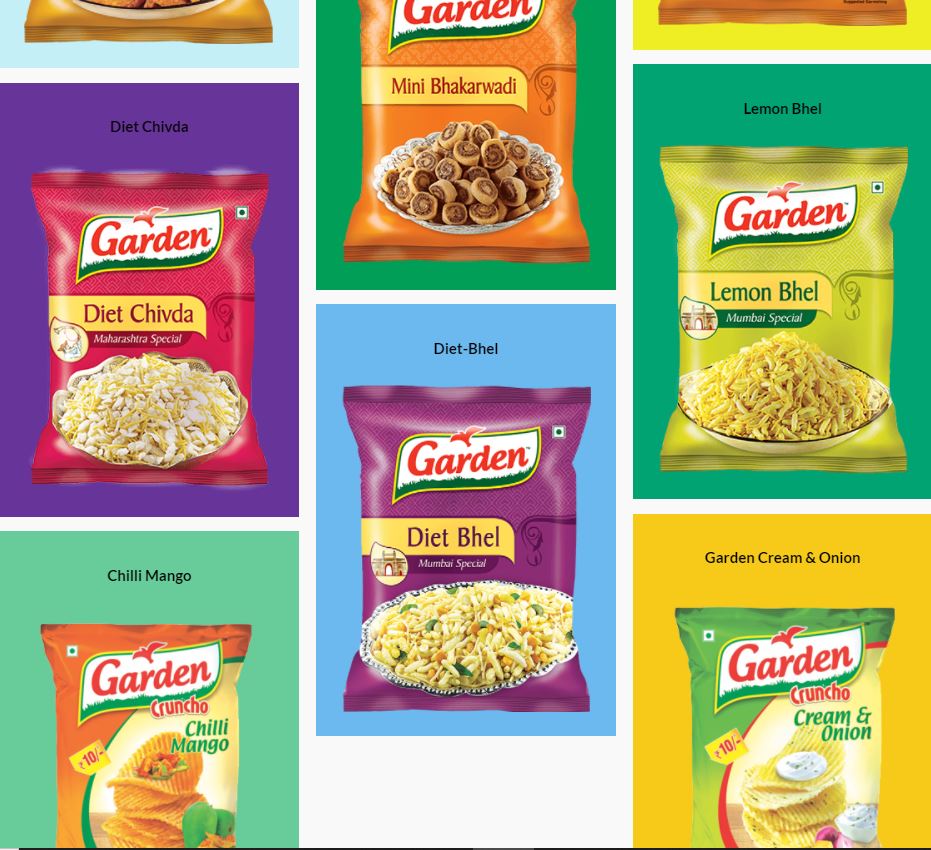 Diet Chivda
Garden
Diet Chivda
Maharashtra Special
Chilli Mango
Garden
Cruncho
Chilli
Mango
₹10/-
Garden
Mini Bhakarwadi
Diet-Bhel
Garden
Diet Bhel
Mumbai Special
Lemon Bhel
Garden
Lemon Bhel
Mumbai Special
Garden Cream & Onion
Garden
Cruncho
Cream &
Onion
₹10/-